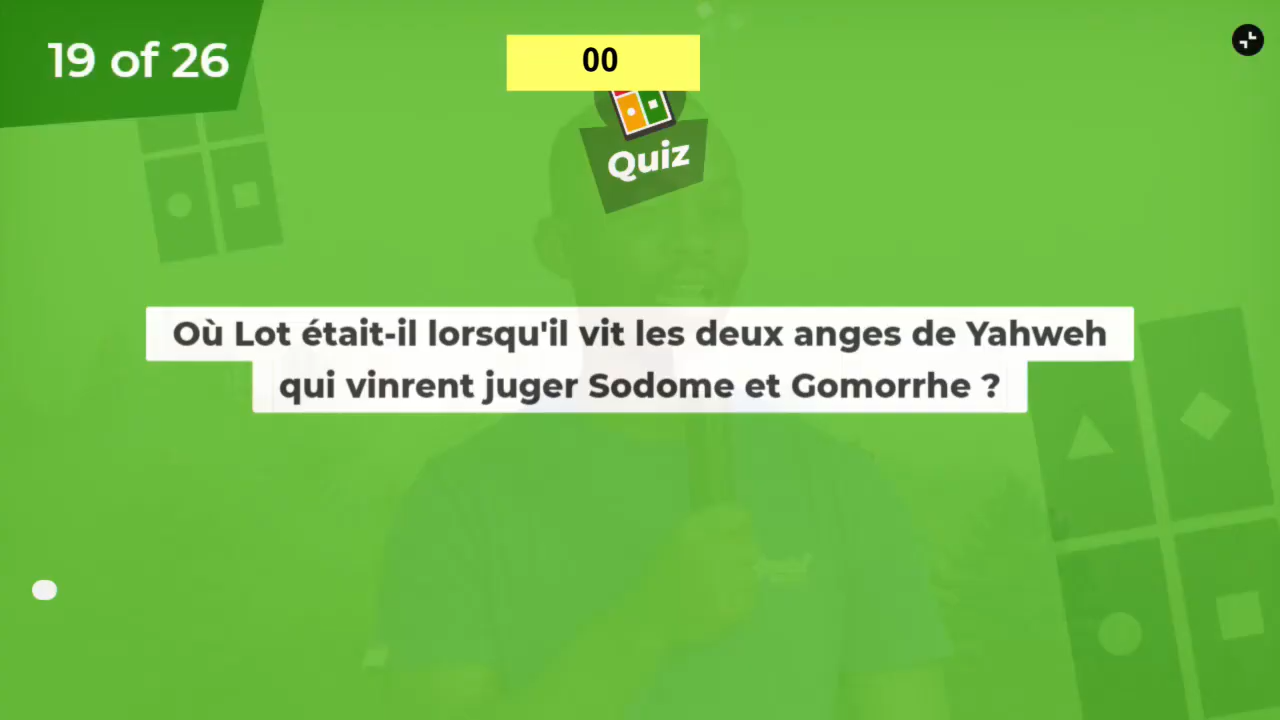 19 of 26
00
Quiz
Où Lot était-il lorsqu'il vit les deux anges de Yahweh
qui vinrent juger Sodome et Gomorrhe ?